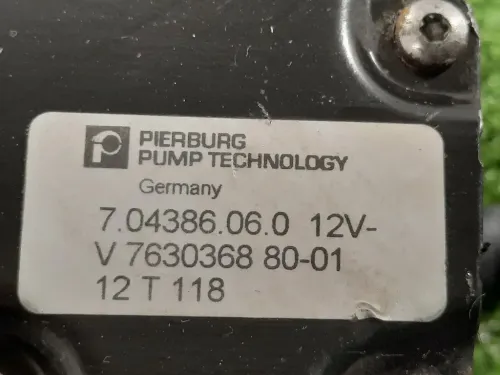 PIERBURG
PUMP TECHNOLOGY
Germany
7.04386.06.0 12V-
V 7630368 80-01
12 T 118